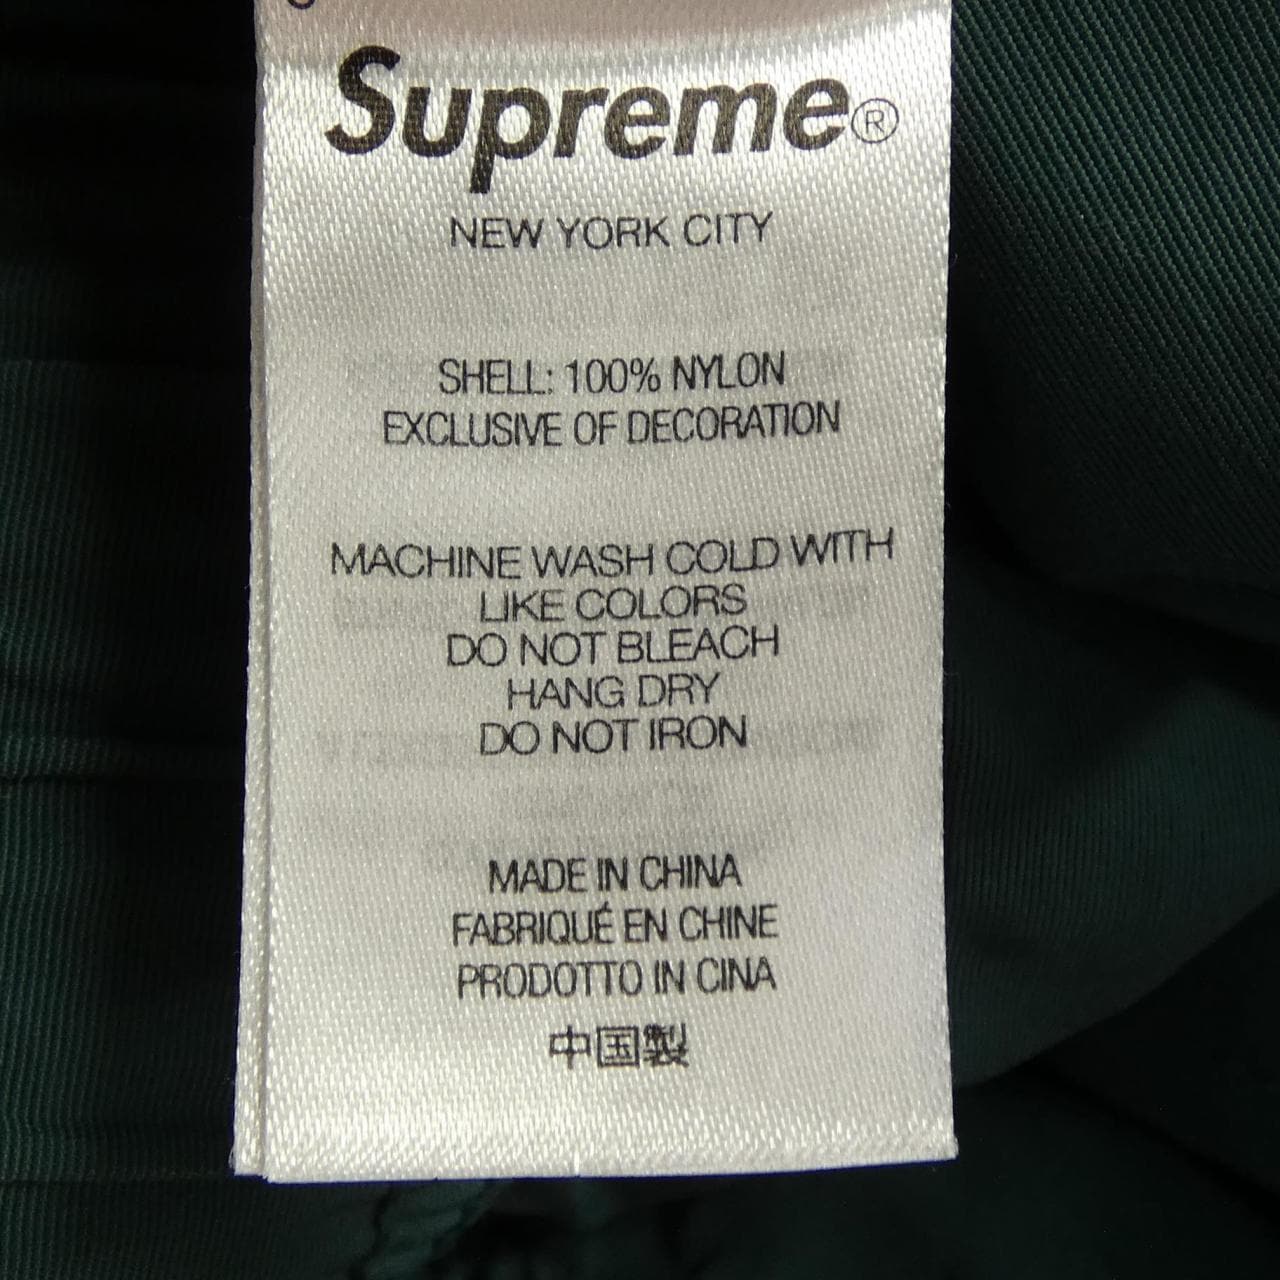 Supreme®
NEW YORK CITY
SHELL: 100% NYLON
EXCLUSIVE OF DECORATION
MACHINE WASH COLD WITH
LIKE COLORS
DO NOT BLEACH
HANG DRY
DO NOT IRON
MADE IN CHINA
FABRIQUÉ EN CHINE
PRODOTTO IN CINA
中国製